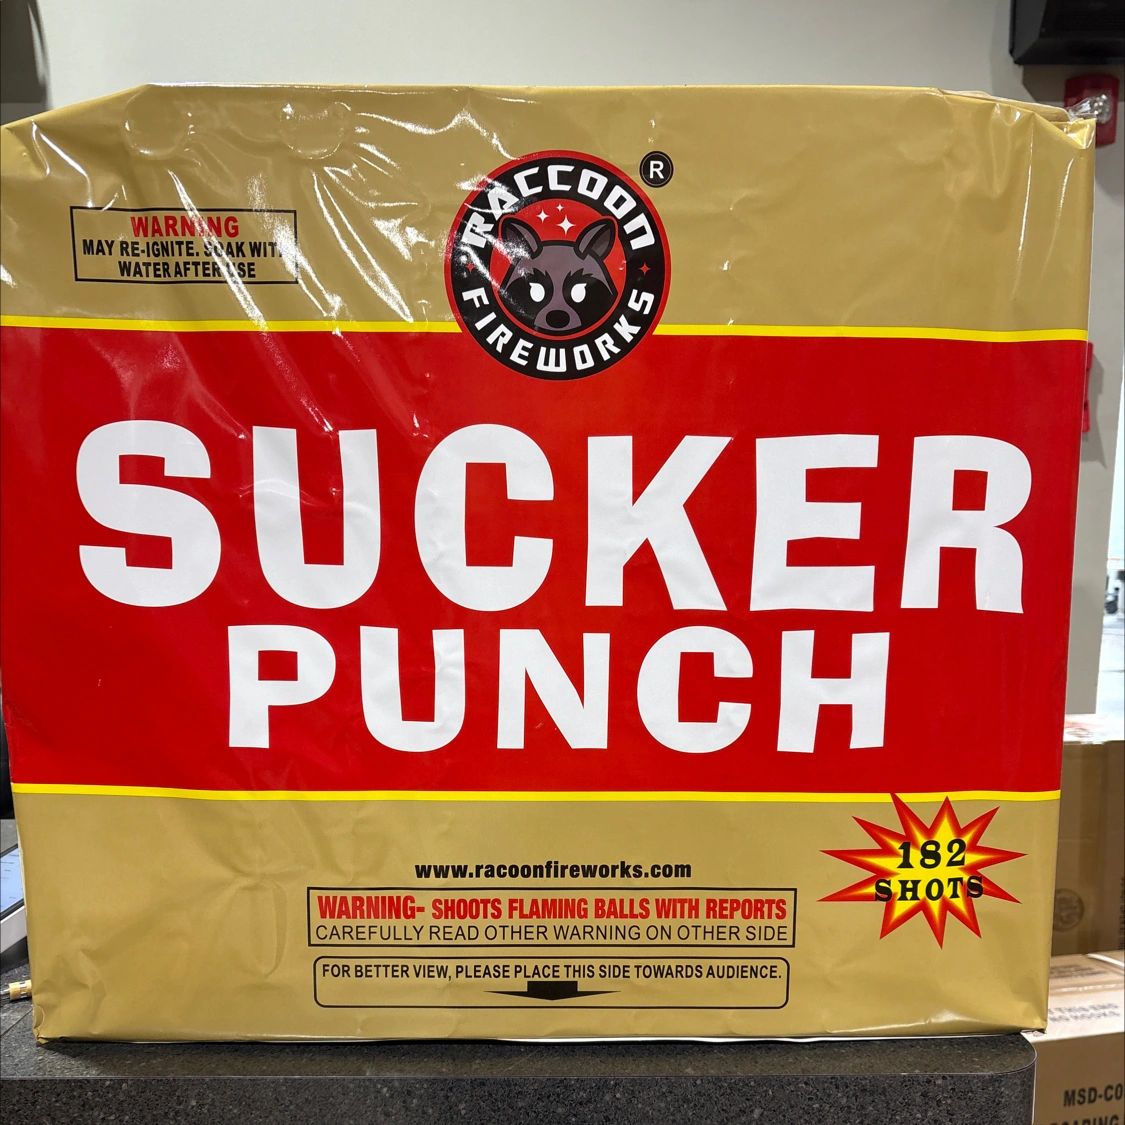 RACCOON
FIREWORKS
R
WARNING
MAY RE-IGNITE. SOAK WITH
WATER AFTER USE
SUCKER
PUNCH
182
SHOTS
www.racoonfireworks.com
WARNING- SHOOTS FLAMING BALLS WITH REPORTS
CAREFULLY READ OTHER WARNING ON OTHER SIDE
FOR BETTER VIEW, PLEASE PLACE THIS SIDE TOWARDS AUDIENCE.
MSD-CO